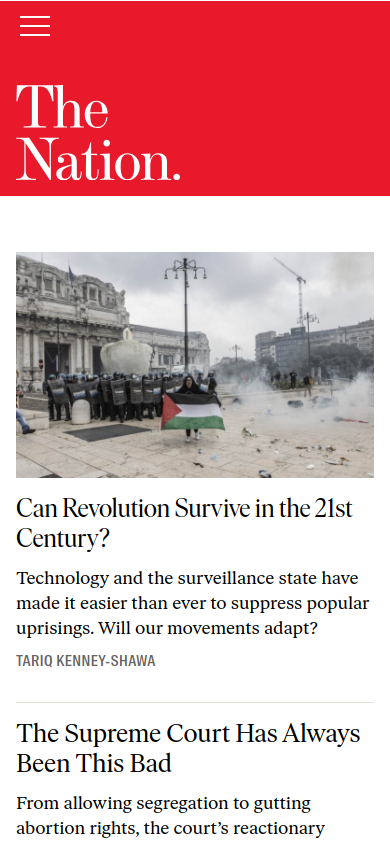 The
Nation.
Can Revolution Survive in the 21st
Century?
Technology and the surveillance state have
made it easier than ever to suppress popular
uprisings. Will our movements adapt?
TARIQ KENNEY-SHAWA
The Supreme Court Has Always
Been This Bad
From allowing segregation to gutting
abortion rights, the court’s reactionary